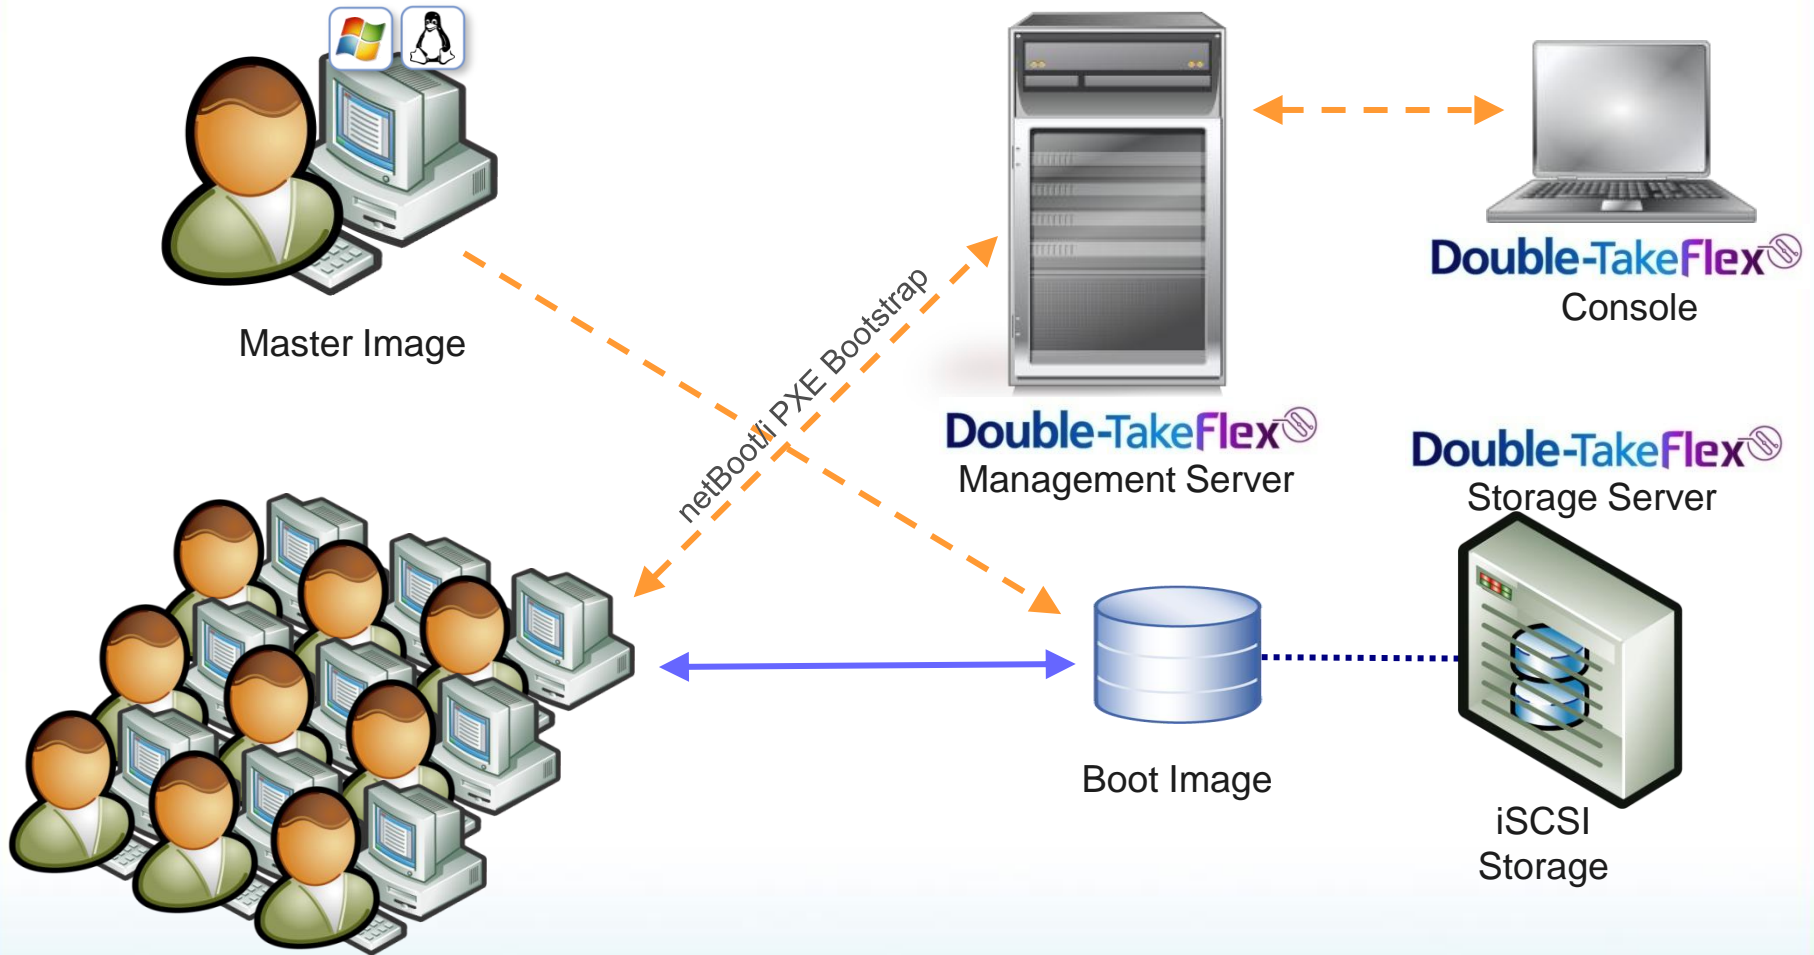 Double-TakeFlex
Console
Master Image
netBoot/i PXE Bootstrap
Double-TakeFlex
Management Server
Double-TakeFlex
Storage Server
Boot Image
iSCSI
Storage